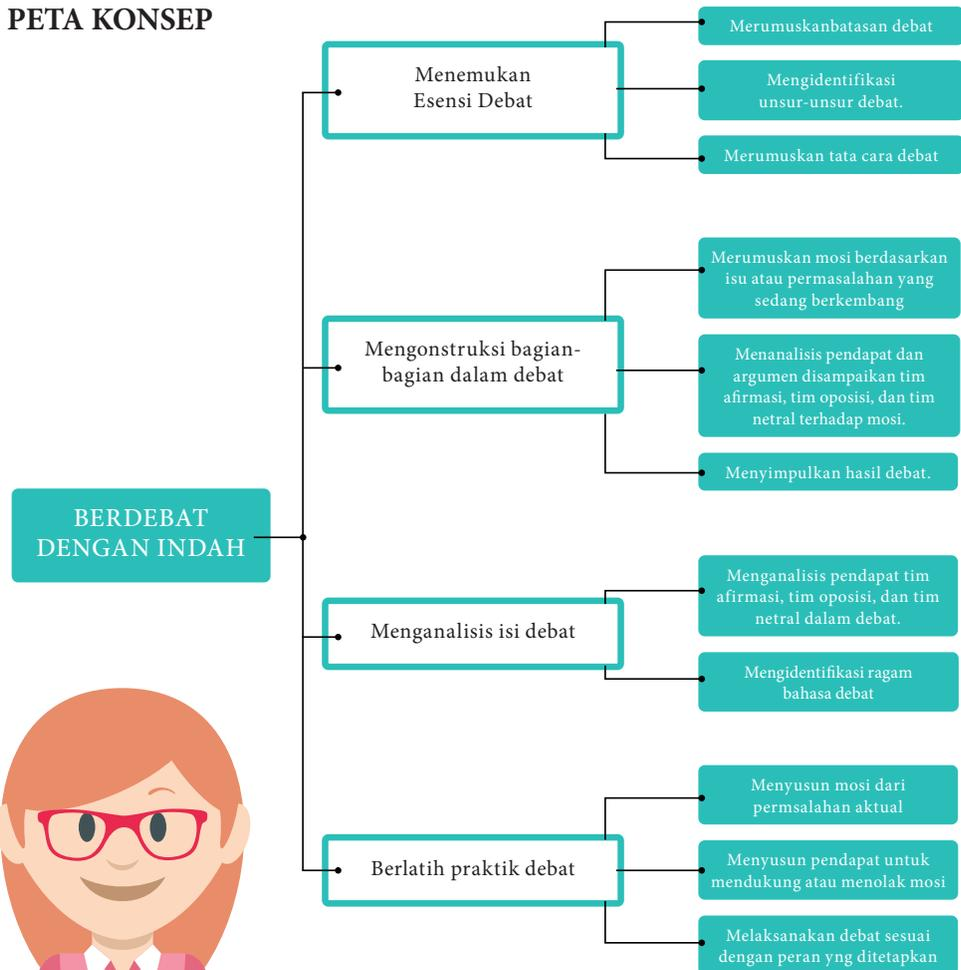 PETA KONSEP
BERDEBAT
DENGAN INDAH
Menemukan
Esensi Debat
Merumuskanbatasan debat
Mengidentifikasi
unsur-unsur debat.
Merumuskan tata cara debat
Mengonstruksi bagian-
bagian dalam debat
Merumuskan mosi berdasarkan
isu atau permasalahan yang
sedang berkembang
Menanalisis pendapat dan
argumen disampaikan tim
afirmasi, tim oposisi, dan tim
netral terhadap mosi.
Menyimpulkan hasil debat.
Menganalisis isi debat
Menganalisis pendapat tim
afirmasi, tim oposisi, dan tim
netral dalam debat.
Mengidentifikasi ragam
bahasa debat
Berlatih praktik debat
Menyusun mosi dari
permsalahan aktual
Menyusun pendapat untuk
mendukung atau menolak mosi
Melaksanakan debat sesuai
dengan peran yng ditetapkan